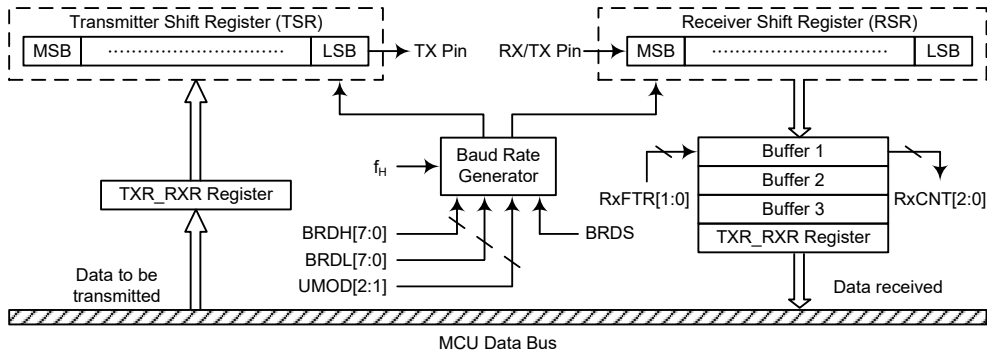 Transmitter Shift Register (TSR)
MSB ................................ LSB
TX Pin
RX/TX Pin
Receiver Shift Register (RSR)
MSB ................................ LSB
fH
Baud Rate
Generator
TXR_RXR Register
BRDH[7:0]
BRDL[7:0]
UMOD[2:1]
BRDS
RxFTR[1:0]
Buffer 1
Buffer 2
Buffer 3
TXR_RXR Register
RxCNT[2:0]
Data to be
transmitted
Data received
MCU Data Bus